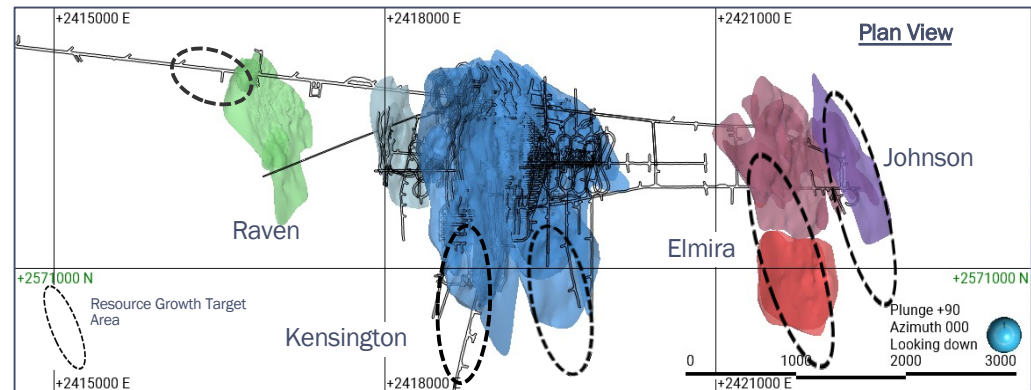 +2415000 E
+2418000 E
+2421000 E
Plan View
Johnson
Raven
Elmira
+2571000 N
+2571000 N
Resource Growth Target
Area
Kensington
Plunge +90
Azimuth 000
Looking down
0
1000
2000
3000
+2415000 E
+2418000 E
+2421000 E